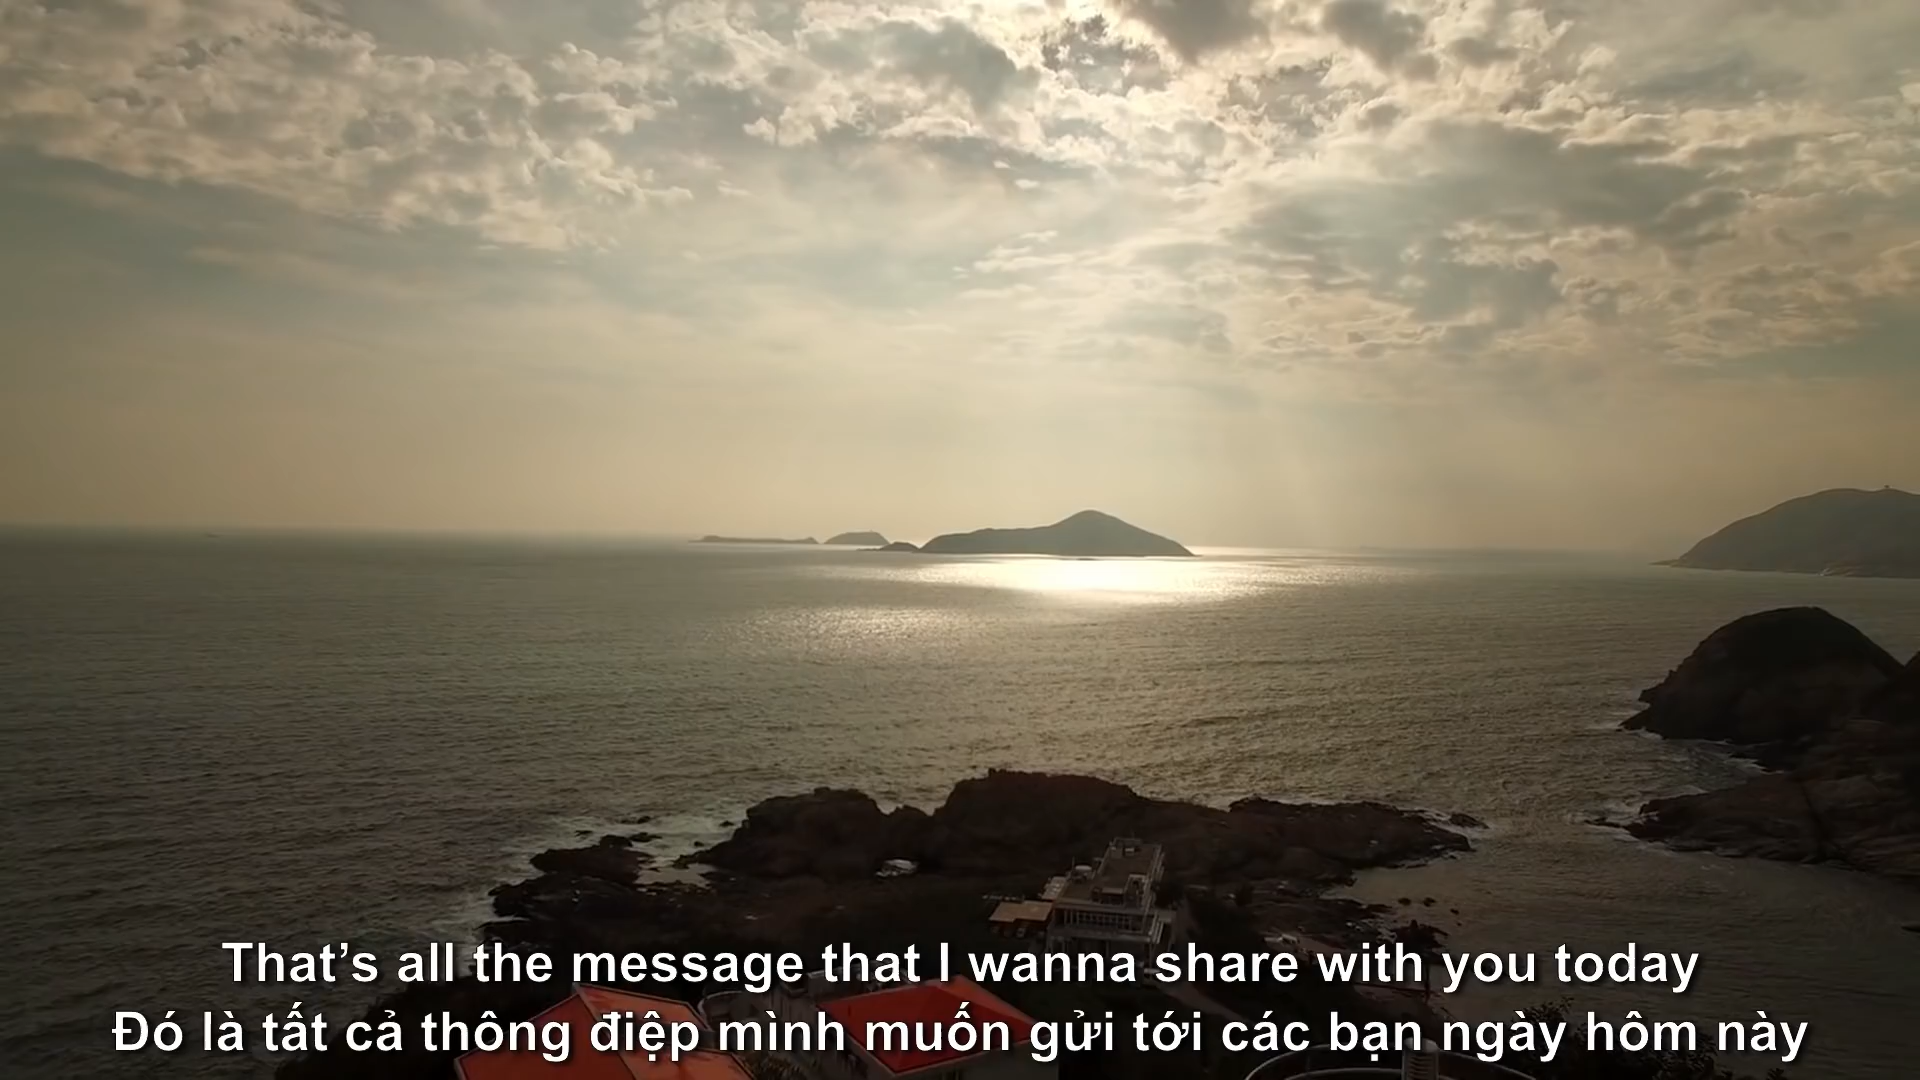 That’s all the message that I wanna share with you today
Đó là tất cả thông điệp mình muốn gửi tới các bạn ngày hôm này